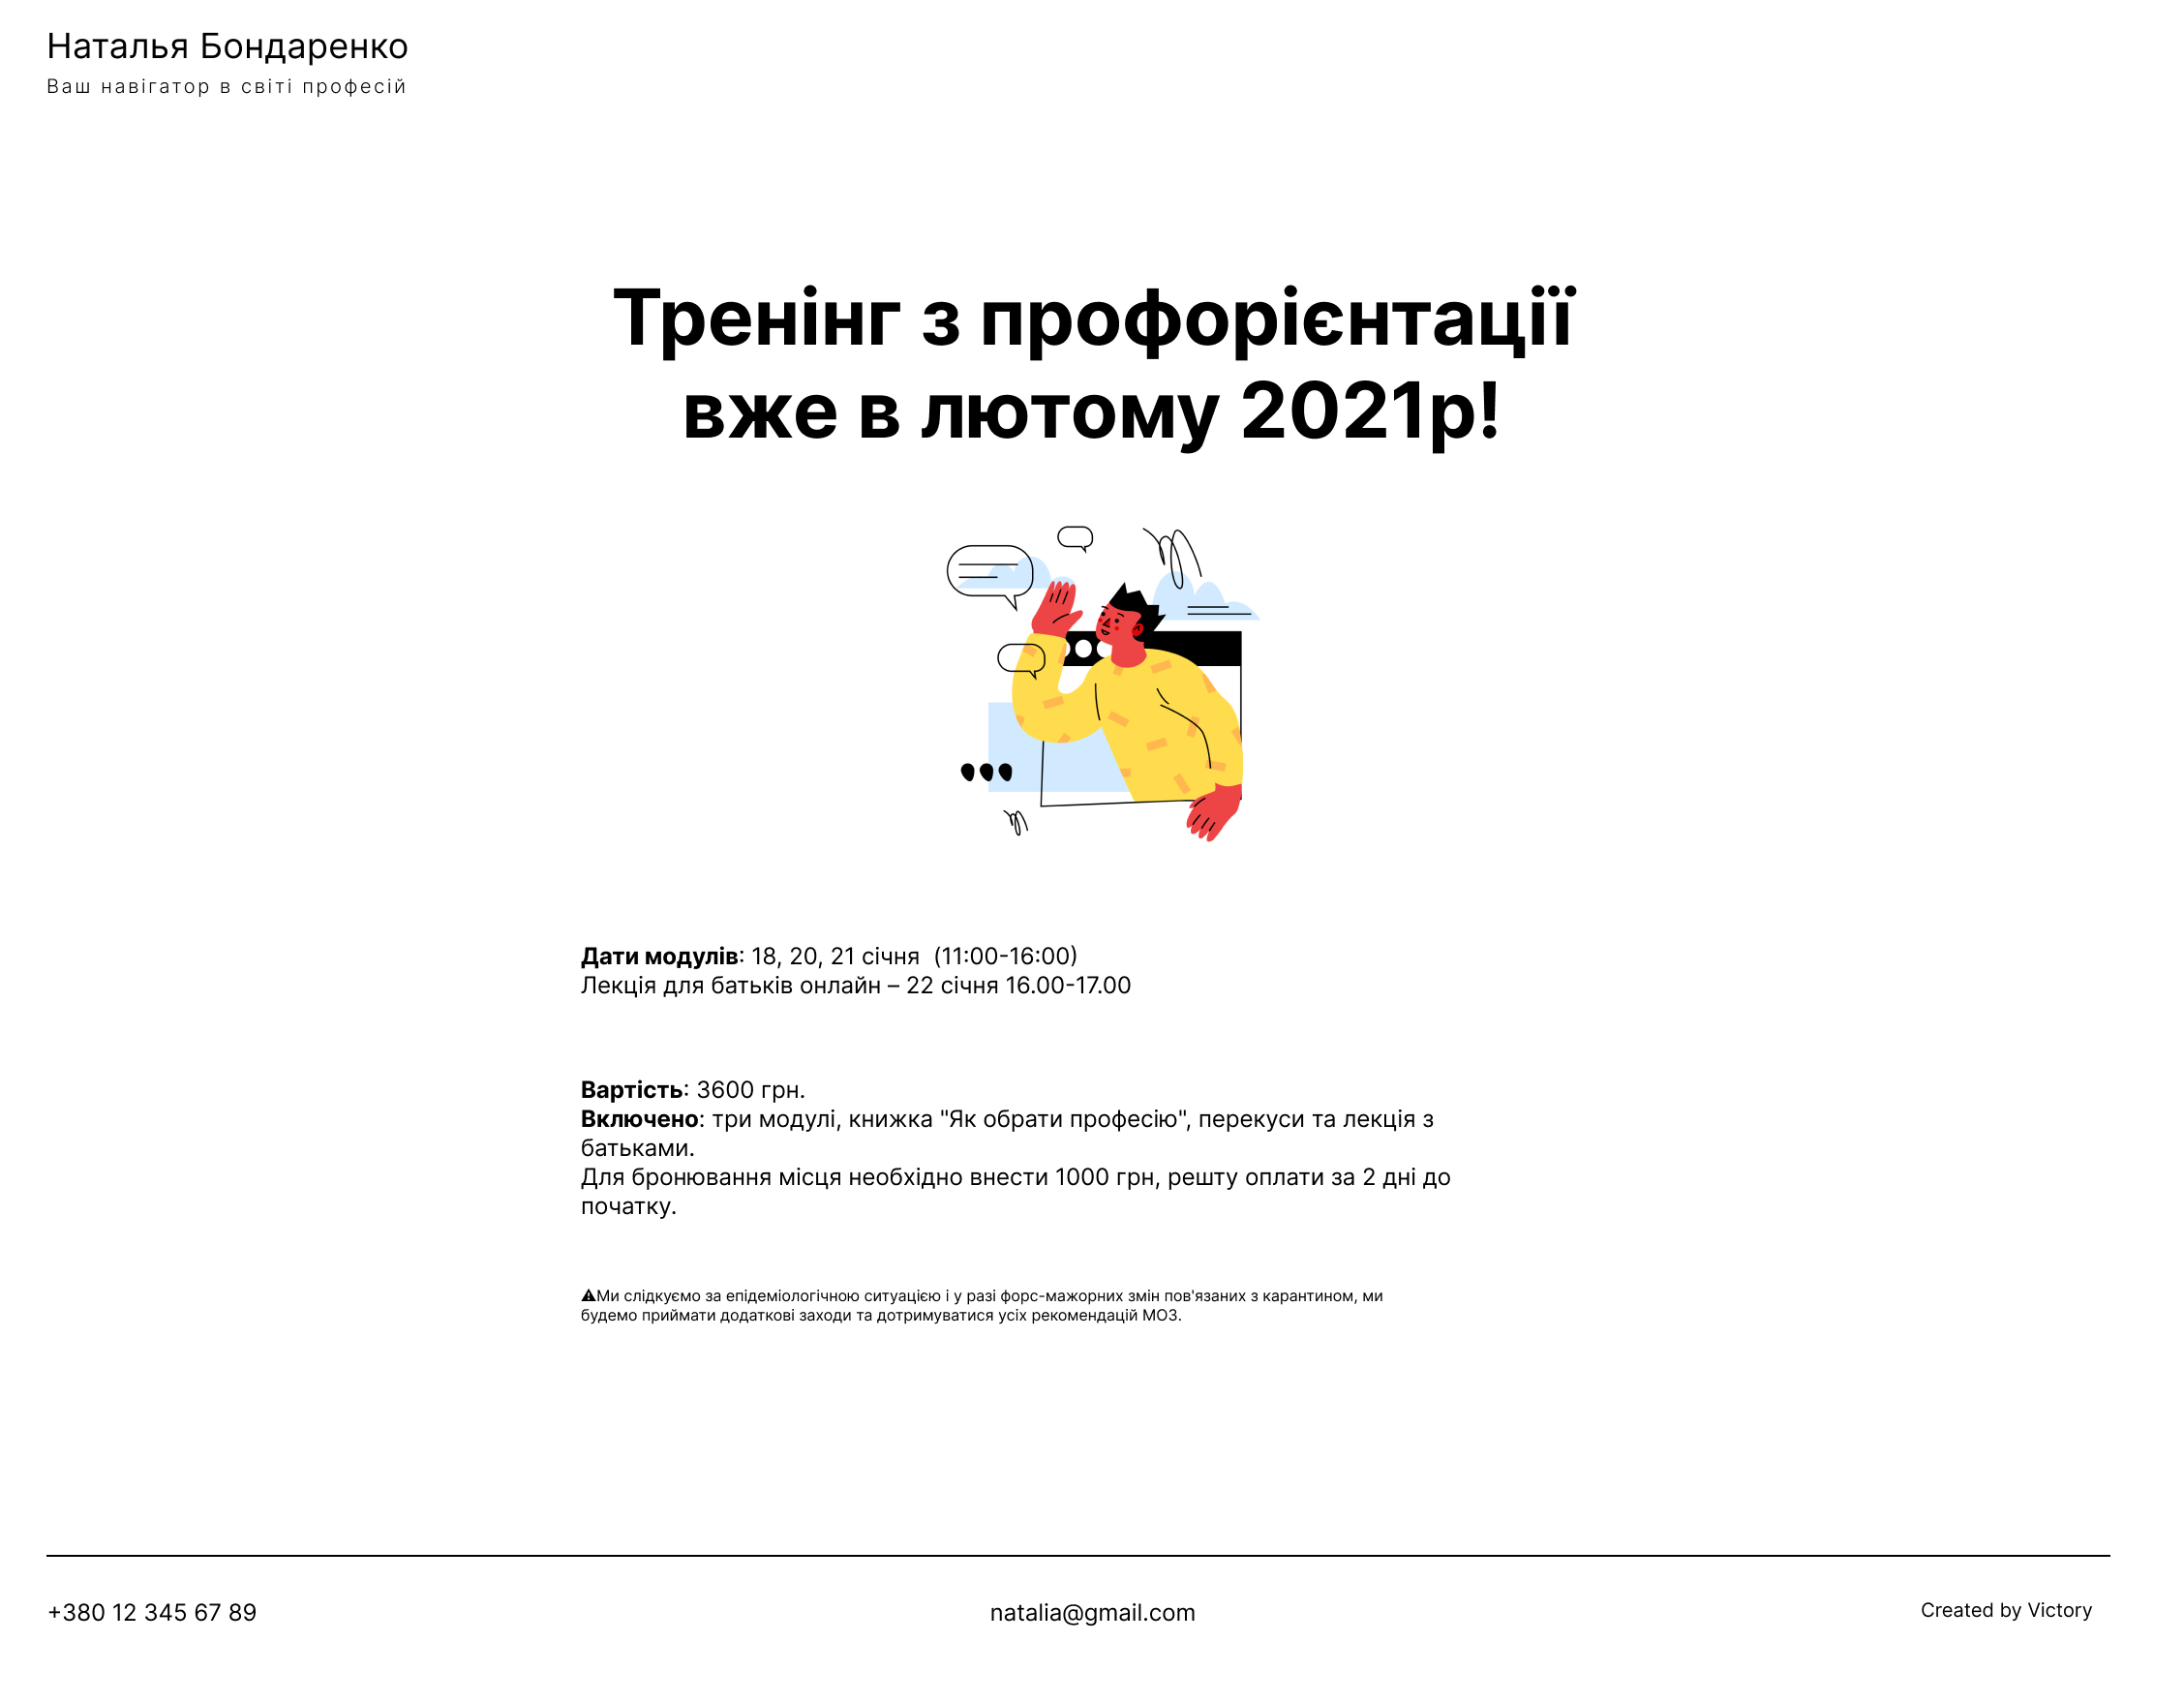 Наталья Бондаренко
Ваш навігатор в світі професій
Тренінг з профорієнтації
вже в лютому 2021р!
Дати модулів: 18, 20, 21 січня  (11:00-16:00)
Лекція для батьків онлайн – 22 січня 16.00-17.00
Вартість: 3600 грн.
Включено: три модулі, книжка "Як обрати професію", перекуси та лекція з
батьками.
Для бронювання місця необхідно внести 1000 грн, решту оплати за 2 дні до
початку.
⚠Ми слідкуємо за епідеміологічною ситуацією і у разі форс-мажорних змін пов'язаних з карантином, ми
будемо приймати додаткові заходи та дотримуватися усіх рекомендацій МОЗ.
+380 12 345 67 89
natalia@gmail.com
Created by Victory